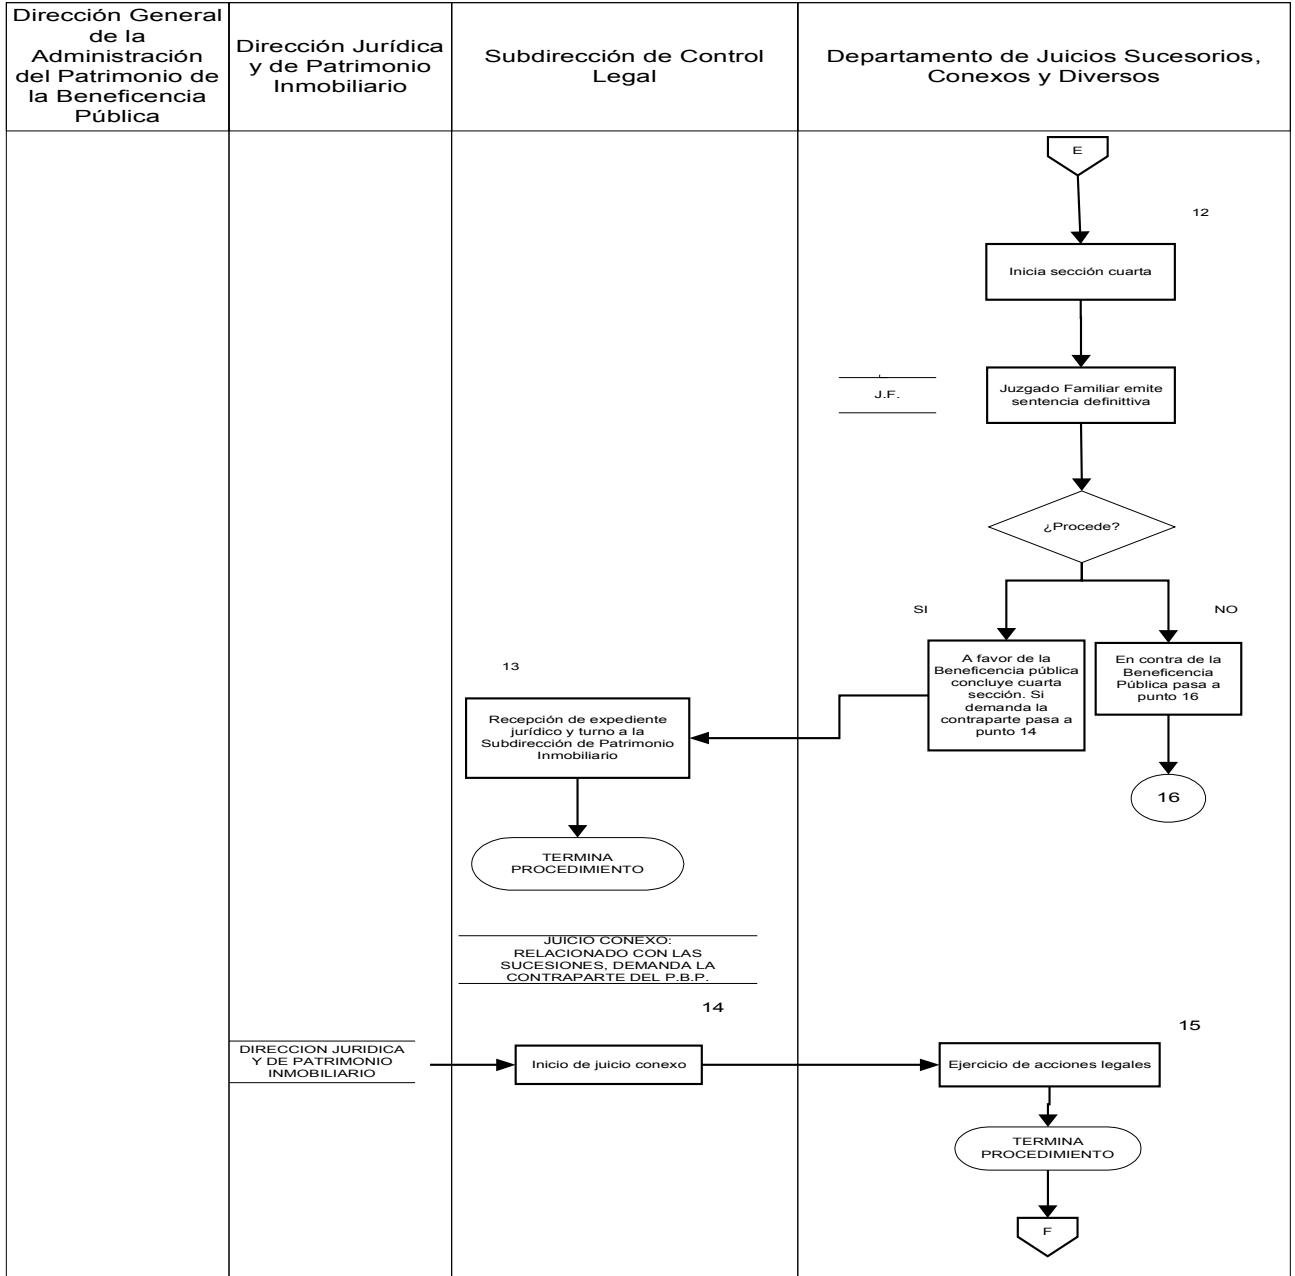 Dirección General
de la
Administración
del Patrimonio de
la Beneficencia
Pública
Dirección Jurídica
y de Patrimonio
Inmobiliario
Subdirección de Control
Legal
Departamento de Juicios Sucesorios,
Conexos y Diversos
E
12
Inicia sección cuarta
J.F.
Juzgado Familiar emite
sentencia definittiva
¿Procede?
SI
NO
A favor de la
Beneficencia pública
concluye cuarta
sección. Si
demanda la
contraparte pasa a
punto 14
En contra de la
Beneficencia
Pública pasa a
punto 16
16
13
Recepción de expediente
jurídico y turno a la
Subdirección de Patrimonio
Inmobiliario
TERMINA
PROCEDIMIENTO
JUICIO CONEXO:
RELACIONADO CON LAS
SUCESIONES, DEMANDA LA
CONTRAPARTE DEL P.B.P.
14
15
DIRECCION JURIDICA
Y DE PATRIMONIO
INMOBILIARIO
Inicio de juicio conexo
Ejercicio de acciones legales
TERMINA
PROCEDIMIENTO
F